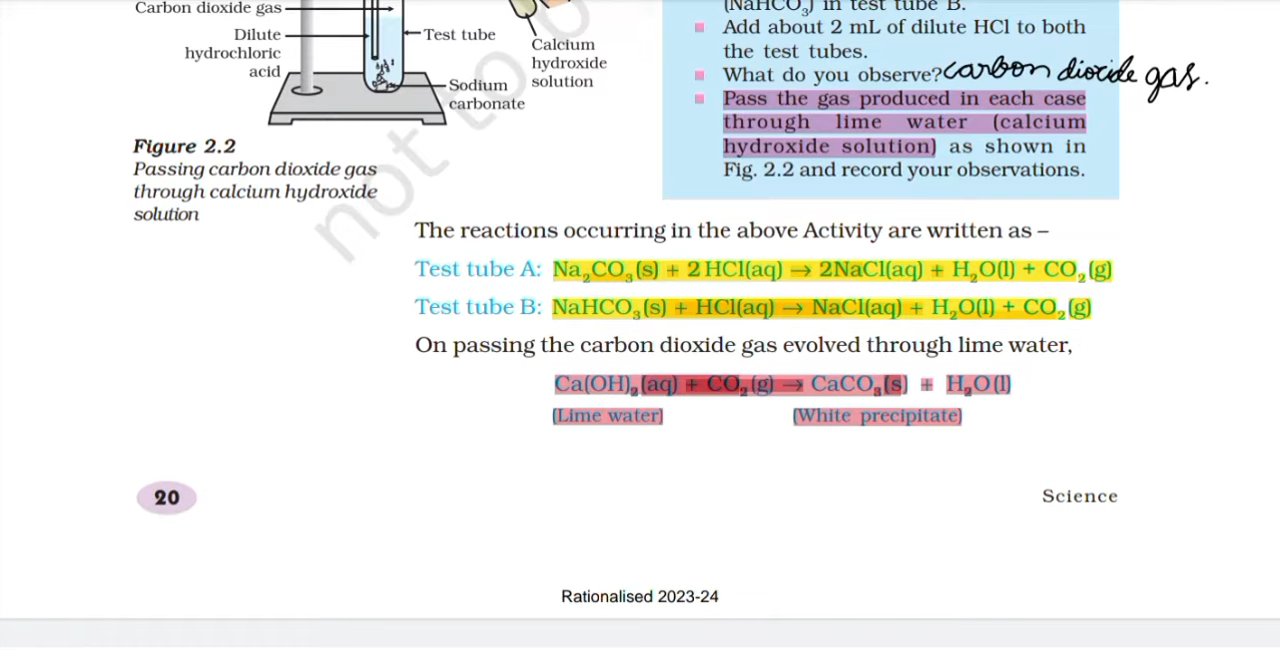 Carbon dioxide gas
Dilute
hydrochloric
acid
Test tube
Calcium
hydroxide
solution
Sodium
carbonate
Figure 2.2
Passing carbon dioxide gas
through calcium hydroxide
solution
not to
(NaHCO₃) in test tube B.
Add about 2 mL of dilute HCl to both
the test tubes.
What do you observe? carbon dioxide gas.
Pass the gas produced in each case
through lime water (calcium
hydroxide solution) as shown in
Fig. 2.2 and record your observations.
The reactions occurring in the above Activity are written as –
Test tube A: Na₂CO₃(s) + 2HCl(aq) → 2NaCl(aq) + H₂O(l) + CO₂(g)
Test tube B: NaHCO₃(s) + HCl(aq) → NaCl(aq) + H₂O(l) + CO₂(g)
On passing the carbon dioxide gas evolved through lime water,
Ca(OH)₂(aq) + CO₂(g) → CaCO₃(s) + H₂O(l)
(Lime water) (White precipitate)
20
Science
Rationalised 2023-24